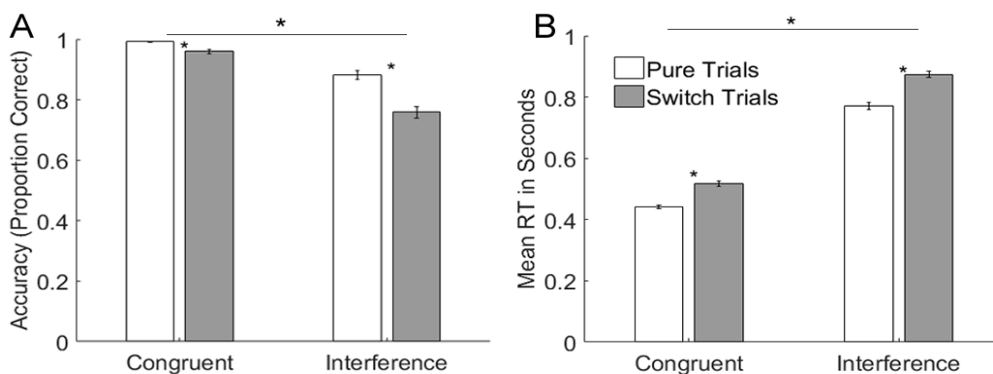 A
Accuracy (Proportion Correct)
1
0.8
0.6
0.4
0.2
0
*
*
*
Congruent
Interference
B
Mean RT in Seconds
1
0.8
0.6
0.4
0.2
0
*
Pure Trials
Switch Trials
*
*
Congruent
Interference